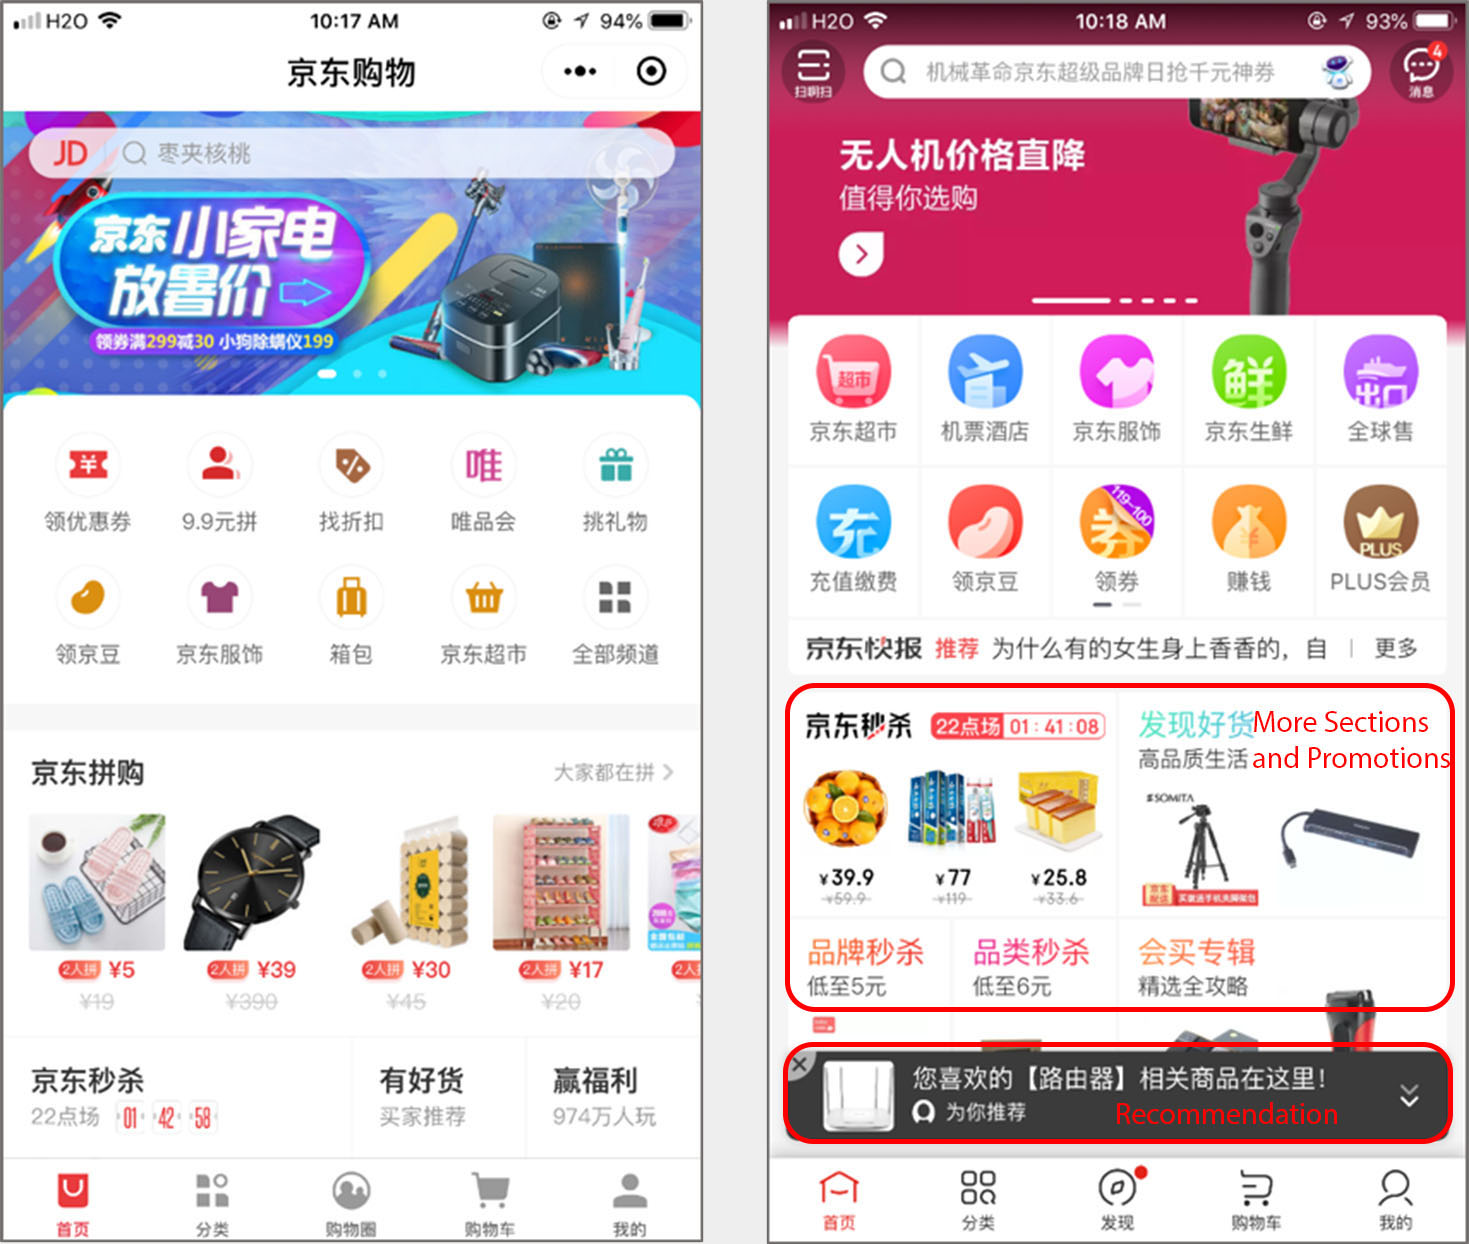 H2O 10:17 AM 94%
京东购物
JD 枣夹核桃
京东 小家电
放暑价
领券满299减30 小狗除螨仪199
领优惠券 9.9元拼 找折扣 唯品会 挑礼物
唯
领京豆 京东服饰 箱包 京东超市 全部频道
京东拼购 大家都在拼
2人拼 ¥5 2人拼 ¥39 2人拼 ¥30 2人拼 ¥17 2人
¥19 ¥390 ¥45 ¥20
京东秒杀 有好货 赢福利
22点场 01 42 58 买家推荐 974万人玩
首页 分类 购物圈 购物车 我的
H2O 10:18 AM 93%
扫啊扫 机械革命京东超级品牌日抢千元神券 消息 4
无人机价格直降
值得你选购
超市 鲜 出口
京东超市 机票酒店 京东服饰 京东生鲜 全球售
充 券 119-100 ¥ PLUS
充值缴费 领京豆 领券 赚钱 PLUS会员
京东快报 推荐 为什么有的女生身上香香的，自 更多
京东秒杀 22点场 01:41:08 发现好货
More Sections
and Promotions
高品质生活
SOMITA
¥39.9 ¥77 ¥25.8
¥59.9 ¥119 ¥33.6
品牌秒杀 品类秒杀 会买专辑
低至5元 低至6元 精选全攻略
您喜欢的【路由器】相关商品在这里！
为你推荐 Recommendation
首页 分类 发现 购物车 我的